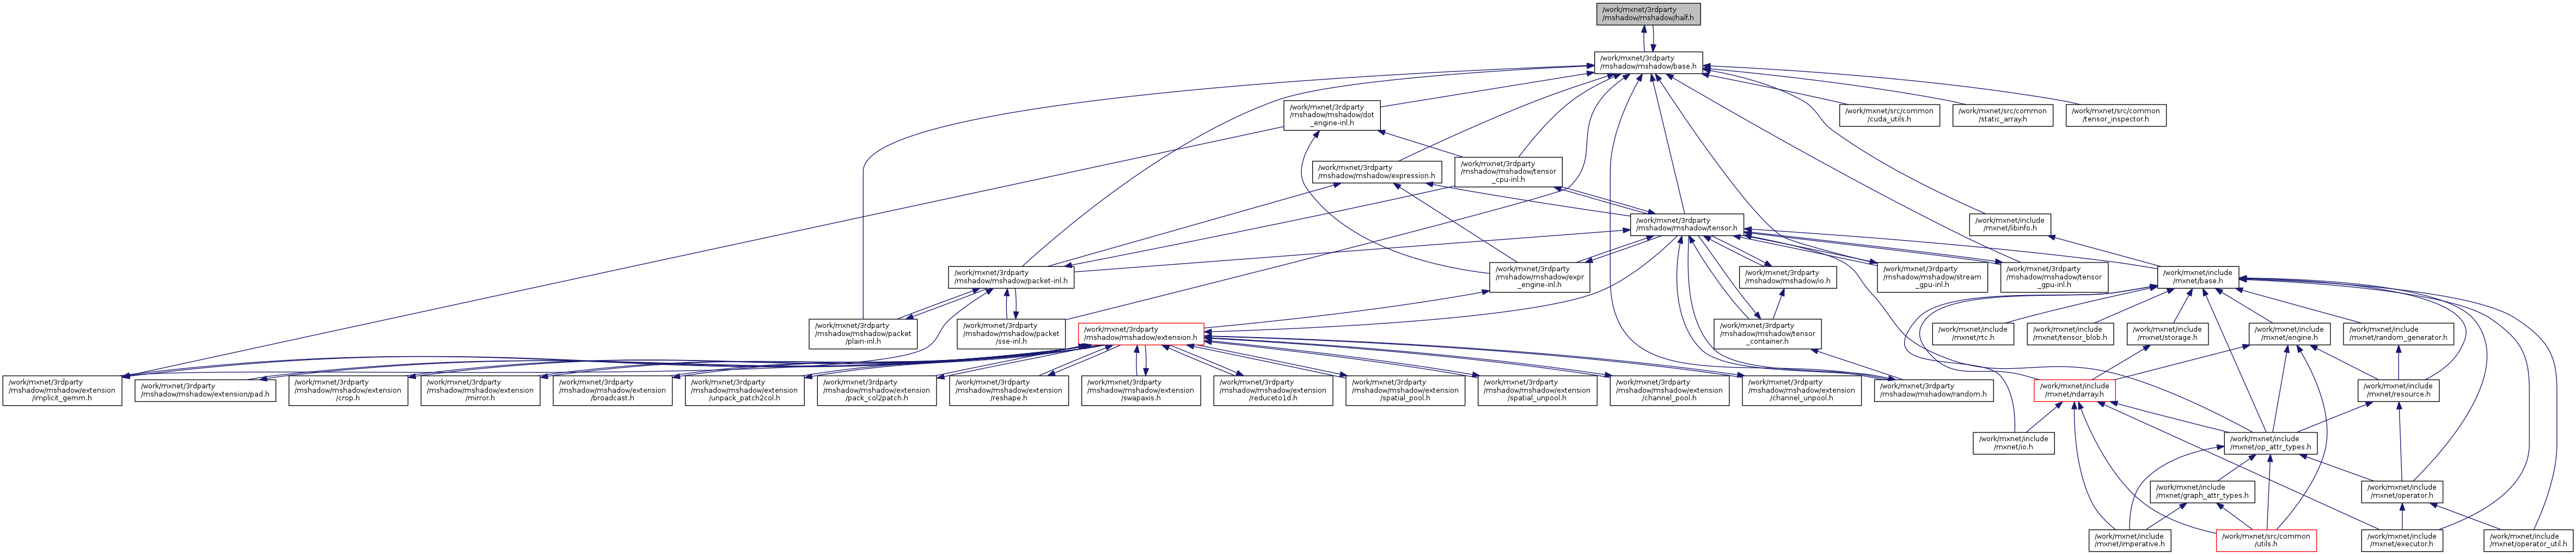 /work/mxnet/3rdparty
/mshadow/mshadow/half.h
/work/mxnet/3rdparty
/mshadow/mshadow/base.h
/work/mxnet/3rdparty
/mshadow/mshadow/dot
_engine-inl.h
/work/mxnet/src/common
/cuda_utils.h
/work/mxnet/src/common
/static_array.h
/work/mxnet/src/common
/tensor_inspector.h
/work/mxnet/3rdparty
/mshadow/mshadow/expression.h
/work/mxnet/3rdparty
/mshadow/mshadow/tensor
_cpu-inl.h
/work/mxnet/3rdparty
/mshadow/mshadow/tensor.h
/work/mxnet/include
/mxnet/libinfo.h
/work/mxnet/3rdparty
/mshadow/mshadow/packet-inl.h
/work/mxnet/3rdparty
/mshadow/mshadow/expr
_engine-inl.h
/work/mxnet/3rdparty
/mshadow/mshadow/io.h
/work/mxnet/3rdparty
/mshadow/mshadow/stream
_gpu-inl.h
/work/mxnet/3rdparty
/mshadow/mshadow/tensor
_gpu-inl.h
/work/mxnet/include
/mxnet/base.h
/work/mxnet/3rdparty
/mshadow/mshadow/packet
/plain-inl.h
/work/mxnet/3rdparty
/mshadow/mshadow/packet
/sse-inl.h
/work/mxnet/3rdparty
/mshadow/mshadow/extension.h
/work/mxnet/3rdparty
/mshadow/mshadow/tensor
_container.h
/work/mxnet/include
/mxnet/rtc.h
/work/mxnet/include
/mxnet/tensor_blob.h
/work/mxnet/include
/mxnet/storage.h
/work/mxnet/include
/mxnet/engine.h
/work/mxnet/include
/mxnet/random_generator.h
/work/mxnet/3rdparty
/mshadow/mshadow/extension
/implicit_gemm.h
/work/mxnet/3rdparty
/mshadow/mshadow/extension/pad.h
/work/mxnet/3rdparty
/mshadow/mshadow/extension
/crop.h
/work/mxnet/3rdparty
/mshadow/mshadow/extension
/mirror.h
/work/mxnet/3rdparty
/mshadow/mshadow/extension
/broadcast.h
/work/mxnet/3rdparty
/mshadow/mshadow/extension
/unpack_patch2col.h
/work/mxnet/3rdparty
/mshadow/mshadow/extension
/pack_col2patch.h
/work/mxnet/3rdparty
/mshadow/mshadow/extension
/reshape.h
/work/mxnet/3rdparty
/mshadow/mshadow/extension
/swapaxis.h
/work/mxnet/3rdparty
/mshadow/mshadow/extension
/reduceto1d.h
/work/mxnet/3rdparty
/mshadow/mshadow/extension
/spatial_pool.h
/work/mxnet/3rdparty
/mshadow/mshadow/extension
/spatial_unpool.h
/work/mxnet/3rdparty
/mshadow/mshadow/extension
/channel_pool.h
/work/mxnet/3rdparty
/mshadow/mshadow/extension
/channel_unpool.h
/work/mxnet/3rdparty
/mshadow/mshadow/random.h
/work/mxnet/include
/mxnet/ndarray.h
/work/mxnet/include
/mxnet/resource.h
/work/mxnet/include
/mxnet/io.h
/work/mxnet/include
/mxnet/op_attr_types.h
/work/mxnet/include
/mxnet/graph_attr_types.h
/work/mxnet/include
/mxnet/operator.h
/work/mxnet/include
/mxnet/imperative.h
/work/mxnet/src/common
/utils.h
/work/mxnet/include
/mxnet/executor.h
/work/mxnet/include
/mxnet/operator_util.h